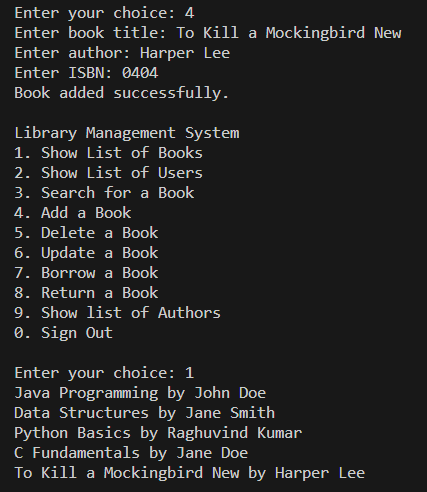 Enter your choice: 4
Enter book title: To Kill a Mockingbird New
Enter author: Harper Lee
Enter ISBN: 0404
Book added successfully.

Library Management System
1. Show List of Books
2. Show List of Users
3. Search for a Book
4. Add a Book
5. Delete a Book
6. Update a Book
7. Borrow a Book
8. Return a Book
9. Show list of Authors
0. Sign Out

Enter your choice: 1
Java Programming by John Doe
Data Structures by Jane Smith
Python Basics by Raghuvind Kumar
C Fundamentals by Jane Doe
To Kill a Mockingbird New by Harper Lee